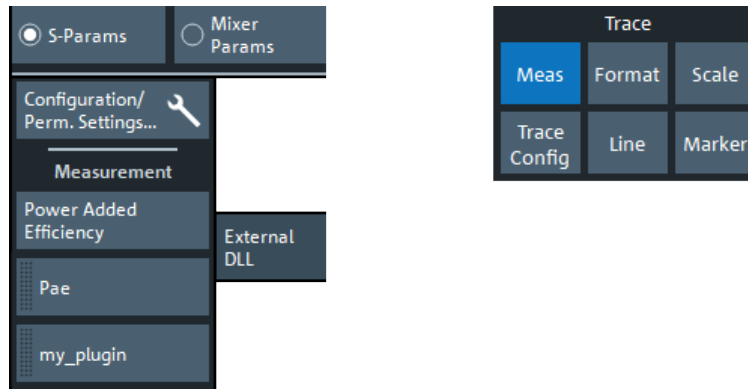 S-Params
Mixer
Params
Configuration/
Perm. Settings...
Measurement
Power Added
Efficiency
External
DLL
Pae
my_plugin
Trace
Meas
Format
Scale
Trace
Config
Line
Marker